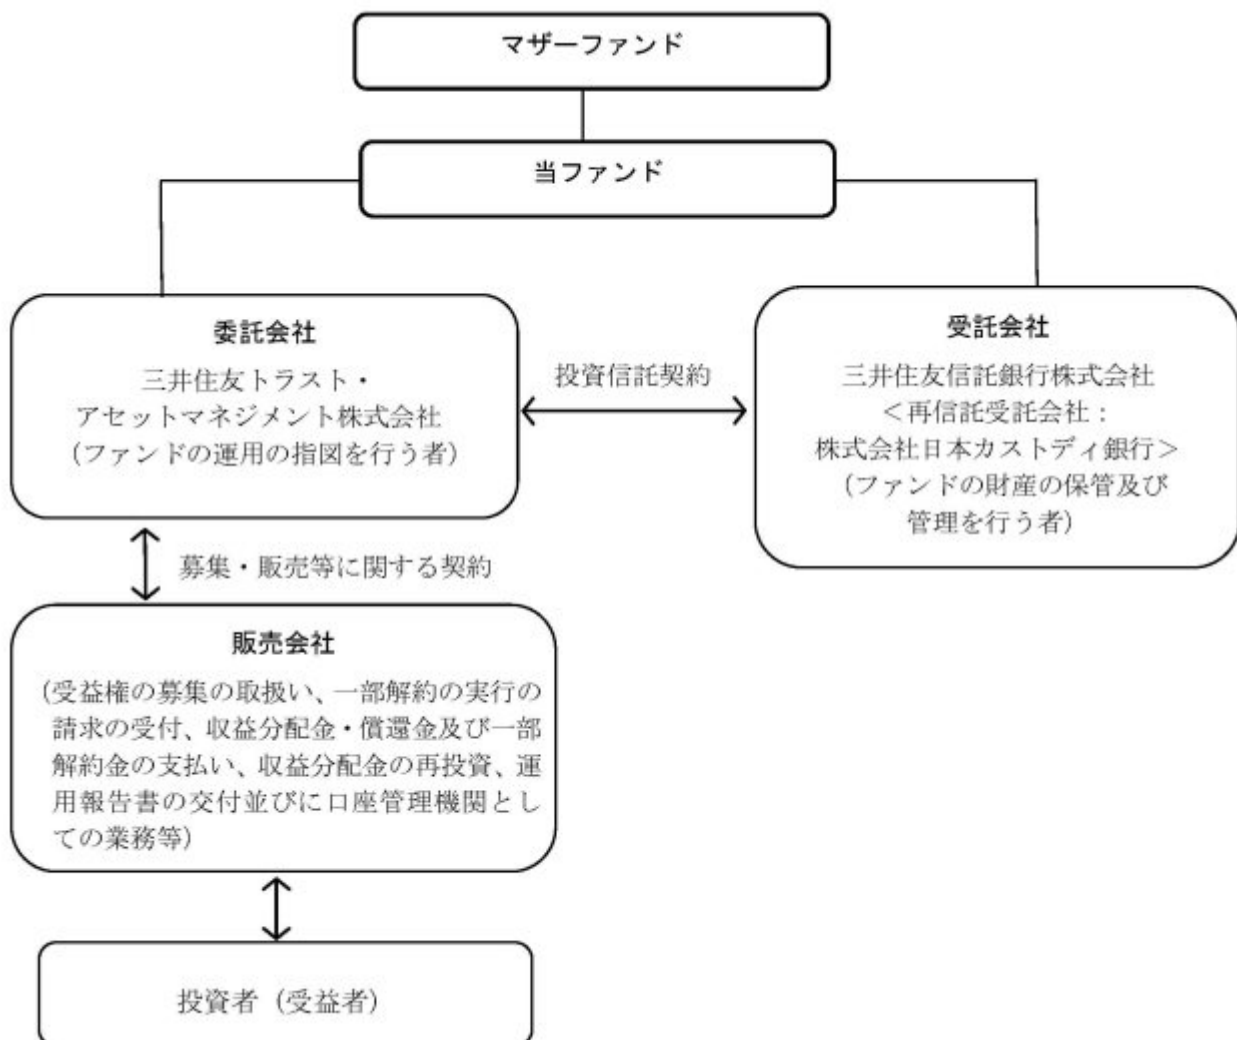 マザーファンド
当ファンド
委託会社
三井住友トラスト・
アセットマネジメント株式会社
（ファンドの運用の指図を行う者）
投資信託契約
受託会社
三井住友信託銀行株式会社
＜再信託受託会社：
株式会社日本カストディ銀行＞
（ファンドの財産の保管及び
管理を行う者）
募集・販売等に関する契約
販売会社
（受益権の募集の取扱い、一部解約の実行の
請求の受付、収益分配金・償還金及び一部
解約金の支払い、収益分配金の再投資、運
用報告書の交付並びに口座管理機関とし
ての業務等）
投資者（受益者）